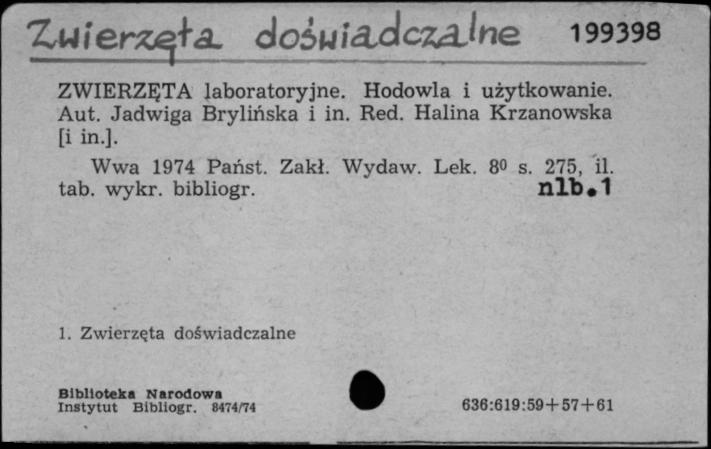 Zwierzęta doświadczalne 199398
ZWIERZĘTA laboratoryjne. Hodowla i użytkowanie.
Aut. Jadwiga Brylińska i in. Red. Halina Krzanowska
[i in.].
Wwa 1974 Państ. Zakł. Wydaw. Lek. 8⁰ s. 275, il.
tab. wykr. bibliogr. nlb.1
1. Zwierzęta doświadczalne
Biblioteka Narodowa
Instytut Bibliogr. 8474/74 636:619:59+57+61